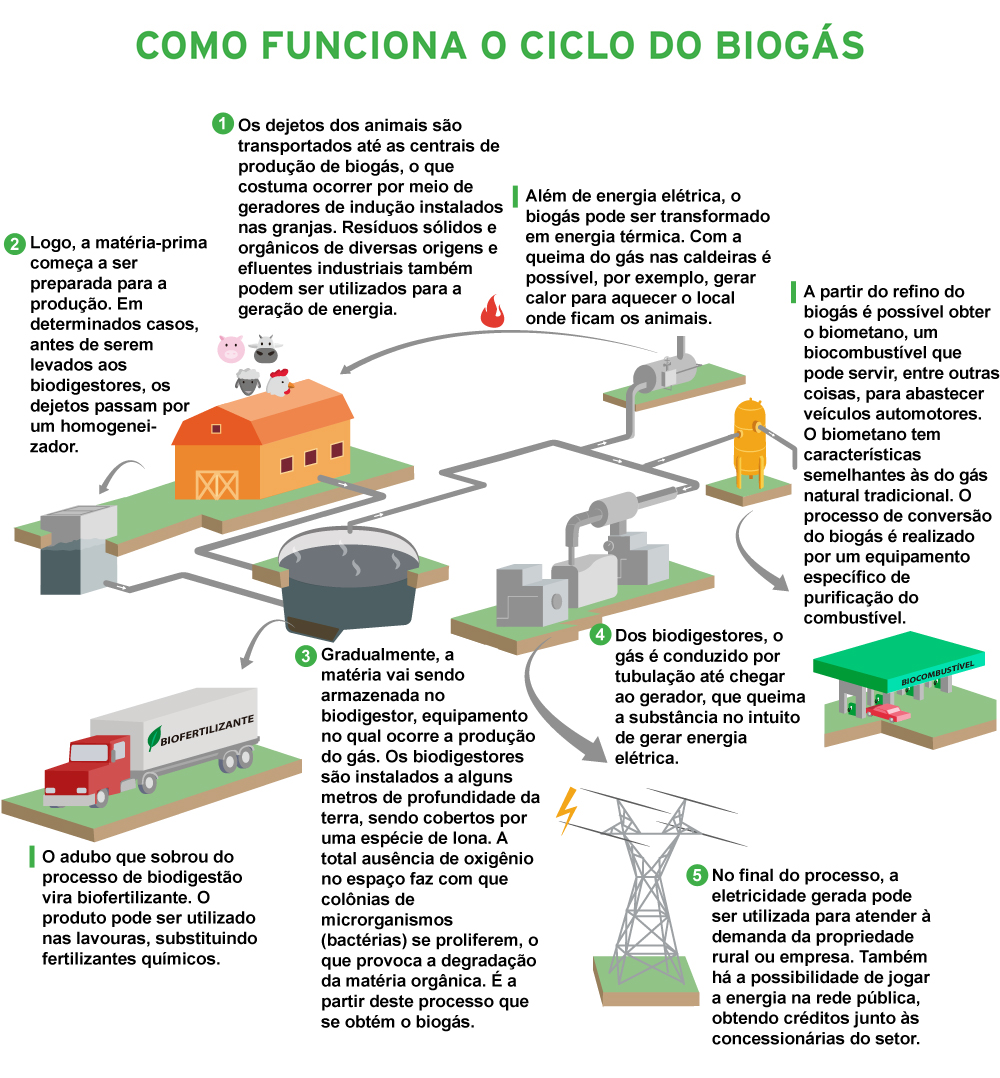 COMO FUNCIONA O CICLO DO BIOGÁS
1
Os dejetos dos animais são
transportados até as centrais de
produção de biogás, o que
costuma ocorrer por meio de
geradores de indução instalados
nas granjas. Resíduos sólidos e
orgânicos de diversas origens e
efluentes industriais também
podem ser utilizados para a
geração de energia.
Além de energia elétrica, o
biogás pode ser transformado
em energia térmica. Com a
queima do gás nas caldeiras é
possível, por exemplo, gerar
calor para aquecer o local
onde ficam os animais.
2
Logo, a matéria-prima
começa a ser
preparada para a
produção. Em
determinados casos,
antes de serem
levados aos
biodigestores, os
dejetos passam por
um homogenei-
zador.
A partir do refino do
biogás é possível obter
o biometano, um
biocombustível que
pode servir, entre outras
coisas, para abastecer
veículos automotores.
O biometano tem
características
semelhantes às do gás
natural tradicional. O
processo de conversão
do biogás é realizado
por um equipamento
específico de
purificação do
combustível.
BIOCOMBUSTÍVEL
3
Gradualmente, a
matéria vai sendo
armazenada no
biodigestor, equipamento
no qual ocorre a produção
do gás. Os biodigestores
são instalados a alguns
metros de profundidade da
terra, sendo cobertos por
uma espécie de lona. A
total ausência de oxigênio
no espaço faz com que
colônias de
microrganismos
(bactérias) se proliferem, o
que provoca a degradação
da matéria orgânica. É a
partir deste processo que
se obtém o biogás.
4
Dos biodigestores, o
gás é conduzido por
tubulação até chegar
ao gerador, que queima
a substância no intuito
de gerar energia
elétrica.
BIOFERTILIZANTE
O adubo que sobrou do
processo de biodigestão
vira biofertilizante. O
produto pode ser utilizado
nas lavouras, substituindo
fertilizantes químicos.
5
No final do processo, a
eletricidade gerada pode
ser utilizada para atender à
demanda da propriedade
rural ou empresa. Também
há a possibilidade de jogar
a energia na rede pública,
obtendo créditos junto às
concessionárias do setor.